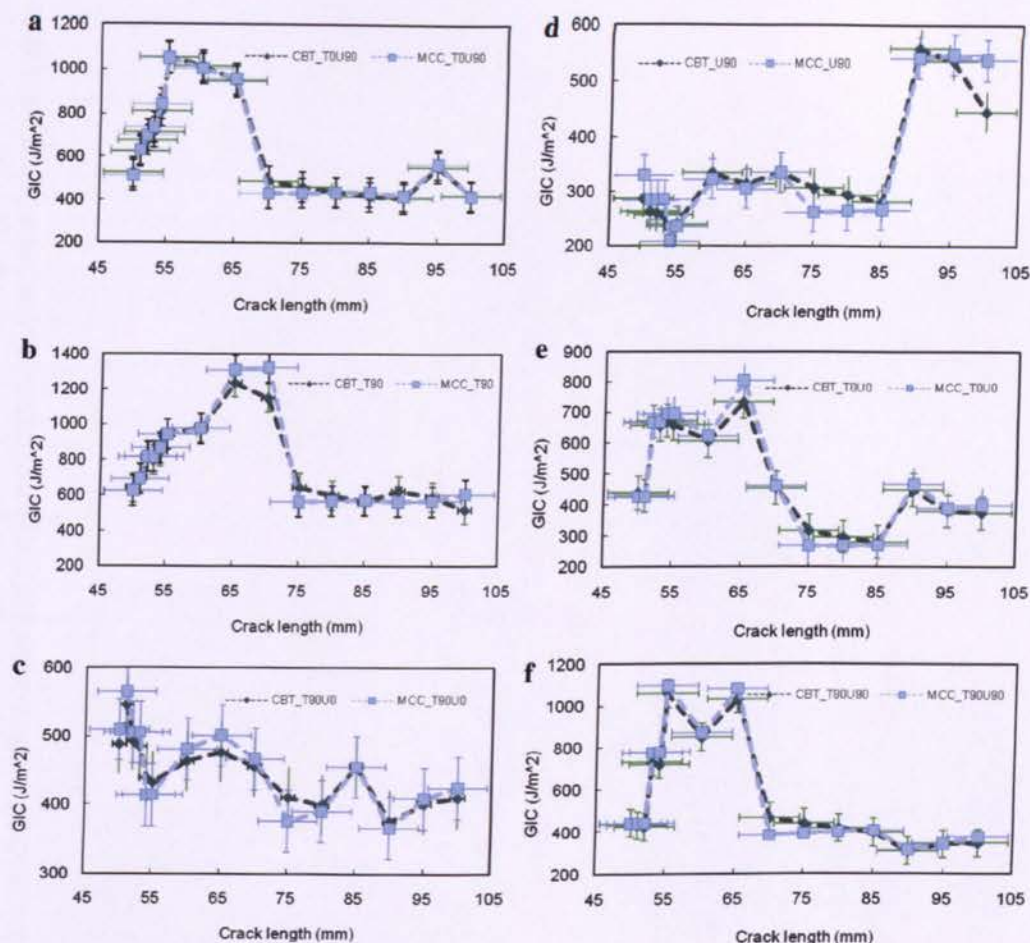 a
1200
1000
800
600
400
200
GIC (J/m^2)
CBT_T0U90 MCC_T0U90
45 55 65 75 85 95 105
Crack length (mm)
b
1400
1200
1000
800
600
400
200
GIC (J/m^2)
CBT_T90 MCC_T90
45 55 65 75 85 95 105
Crack length (mm)
c
600
500
400
300
GIC (J/m^2)
CBT_T90U0 MCC_T90U0
45 55 65 75 85 95 105
Crack length (mm)
d
600
500
400
300
200
GIC (J/m^2)
CBT_U90 MCC_U90
45 55 65 75 85 95 105
Crack length (mm)
e
900
800
700
600
500
400
300
200
GIC (J/m^2)
CBT_T0U0 MCC_T0U0
45 55 65 75 85 95 105
Crack length (mm)
f
1200
1000
800
600
400
200
GIC (J/m^2)
CBT_T90U90 MCC_T90U90
45 55 65 75 85 95 105
Crack length (mm)